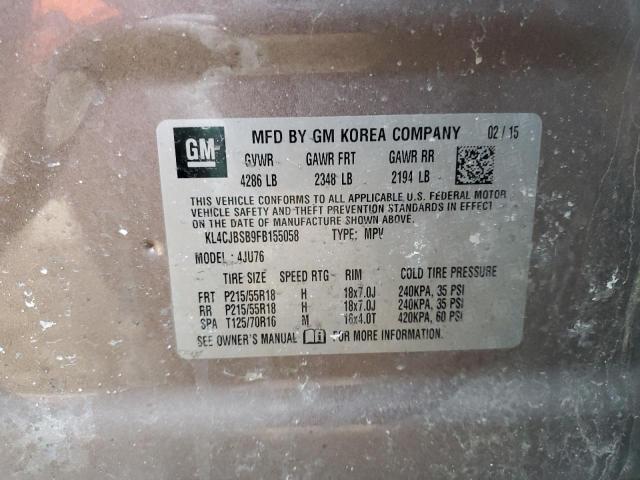 GM MFD BY GM KOREA COMPANY 02 / 15
GVWR GAWR FRT GAWR RR
4286 LB 2348 LB 2194 LB
THIS VEHICLE CONFORMS TO ALL APPLICABLE U.S. FEDERAL MOTOR
VEHICLE SAFETY AND THEFT PREVENTION STANDARDS IN EFFECT
ON THE DATE OF MANUFACTURE SHOWN ABOVE.
KL4CJBSB9FB155058 TYPE: MPV
MODEL: 4JU76
TIRE SIZE SPEED RTG RIM COLD TIRE PRESSURE
FRT P215/55R18 H 18x7.0J 240KPA, 35 PSI
RR P215/55R18 H 18x7.0J 240KPA, 35 PSI
SPA T125/70R16 M 16x4.0T 420KPA, 60 PSI
SEE OWNER'S MANUAL FOR MORE INFORMATION.